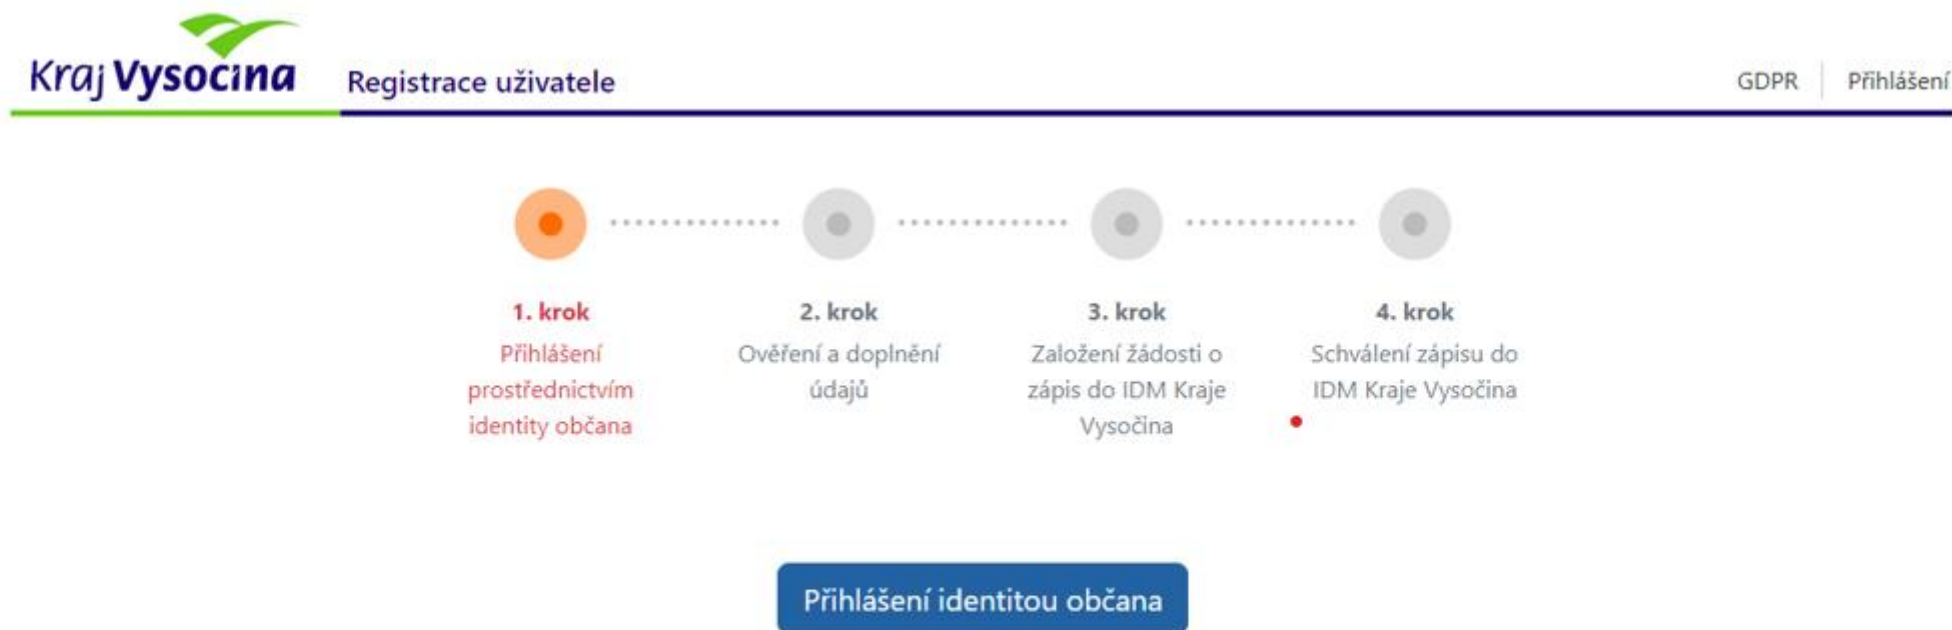 Kraj Vysočina
Registrace uživatele
GDPR
Přihlášení
1. krok
Přihlášení
prostřednictvím
identity občana
2. krok
Ověření a doplnění
údajů
3. krok
Založení žádosti o
zápis do IDM Kraje
Vysočina
4. krok
Schválení zápisu do
IDM Kraje Vysočina
Přihlášení identitou občana